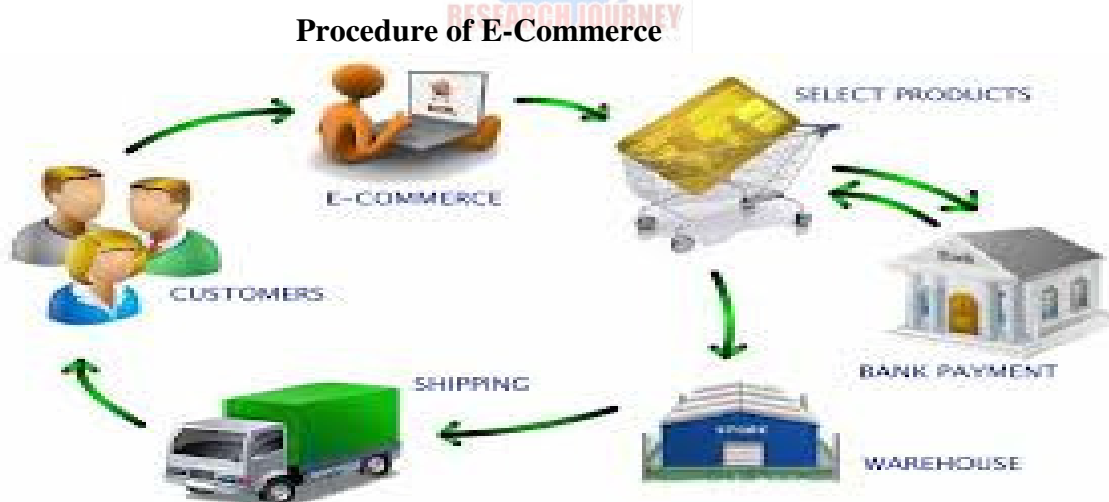 RESEARCH JOURNEY
Procedure of E-Commerce
SELECT PRODUCTS
E-COMMERCE
CUSTOMERS
BANK PAYMENT
SHIPPING
WAREHOUSE